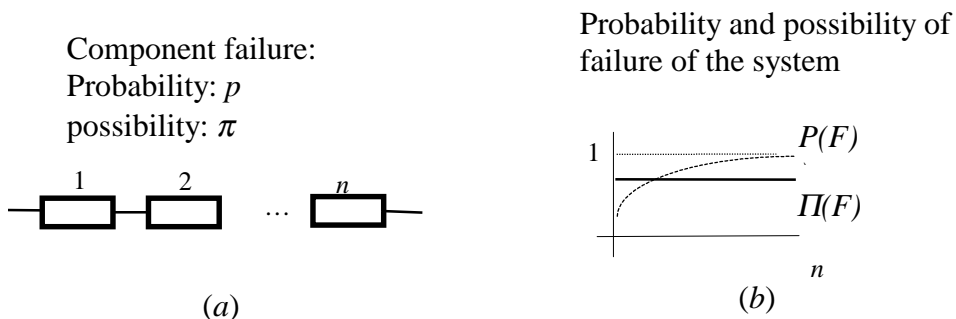 Component failure:
Probability: p
possibility: π
1 2 … n
(a)
Probability and possibility of
failure of the system
1
P(F)
Π(F)
n
(b)